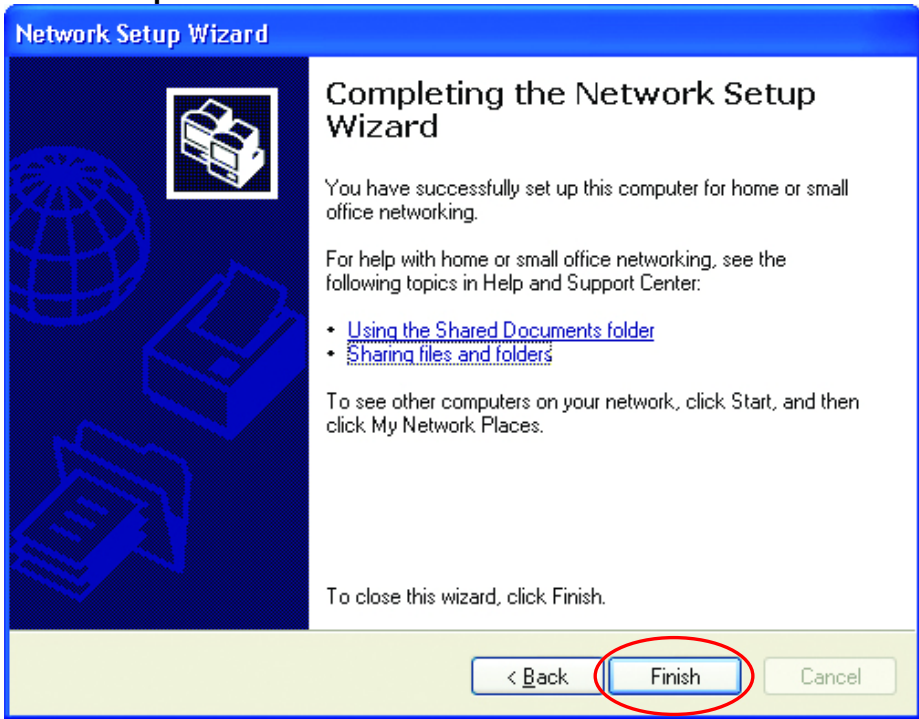 Network Setup Wizard
Completing the Network Setup
Wizard
You have successfully set up this computer for home or small
office networking.
For help with home or small office networking, see the
following topics in Help and Support Center:
• Using the Shared Documents folder
• Sharing files and folders
To see other computers on your network, click Start, and then
click My Network Places.
To close this wizard, click Finish.
< Back Finish Cancel